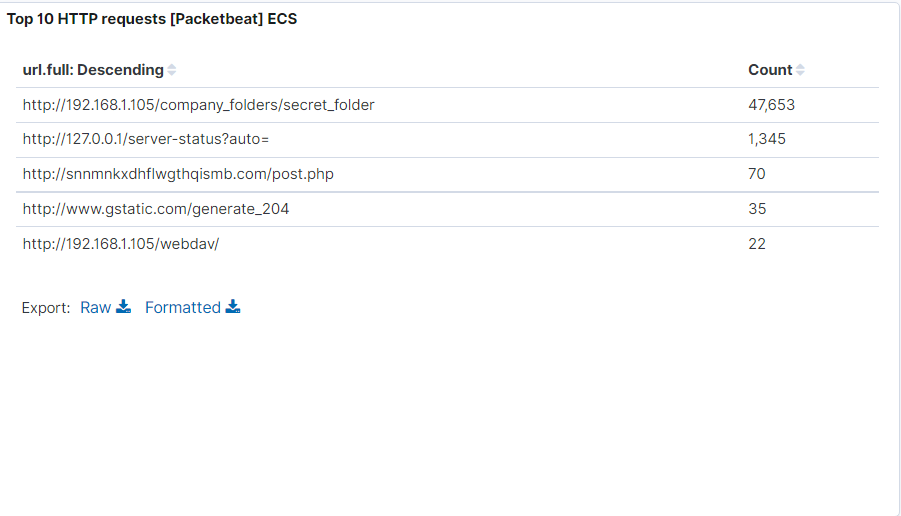 Top 10 HTTP requests [Packetbeat] ECS
url.full: Descending Count
http://192.168.1.105/company_folders/secret_folder 47,653
http://127.0.0.1/server-status?auto= 1,345
http://snnmnkxdhflwgthqismb.com/post.php 70
http://www.gstatic.com/generate_204 35
http://192.168.1.105/webdav/ 22
Export: Raw Formatted